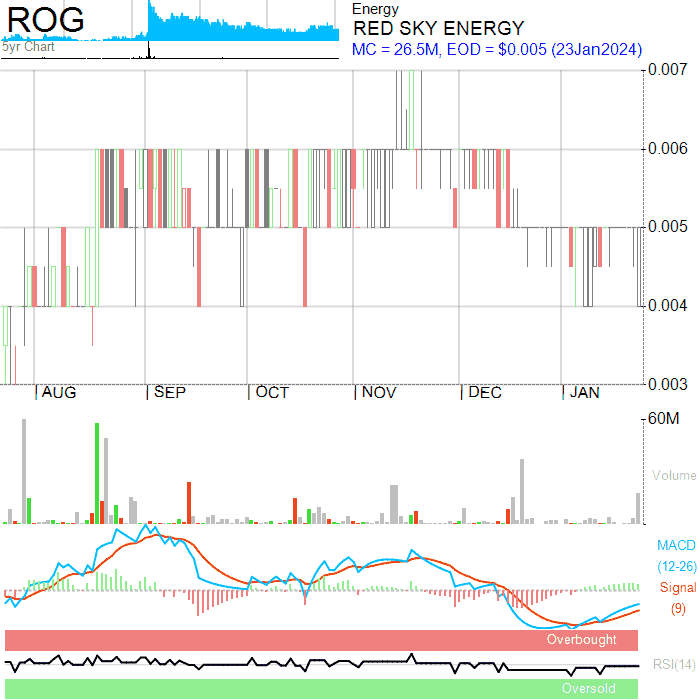 ROG
5yr Chart
Energy
RED SKY ENERGY
MC = 26.5M, EOD = $0.005 (23Jan2024)
0.007
0.006
0.005
0.004
0.003
AUG SEP OCT NOV DEC JAN
60M
Volume
MACD
(12-26)
Signal
(9)
Overbought
RSI(14)
Oversold